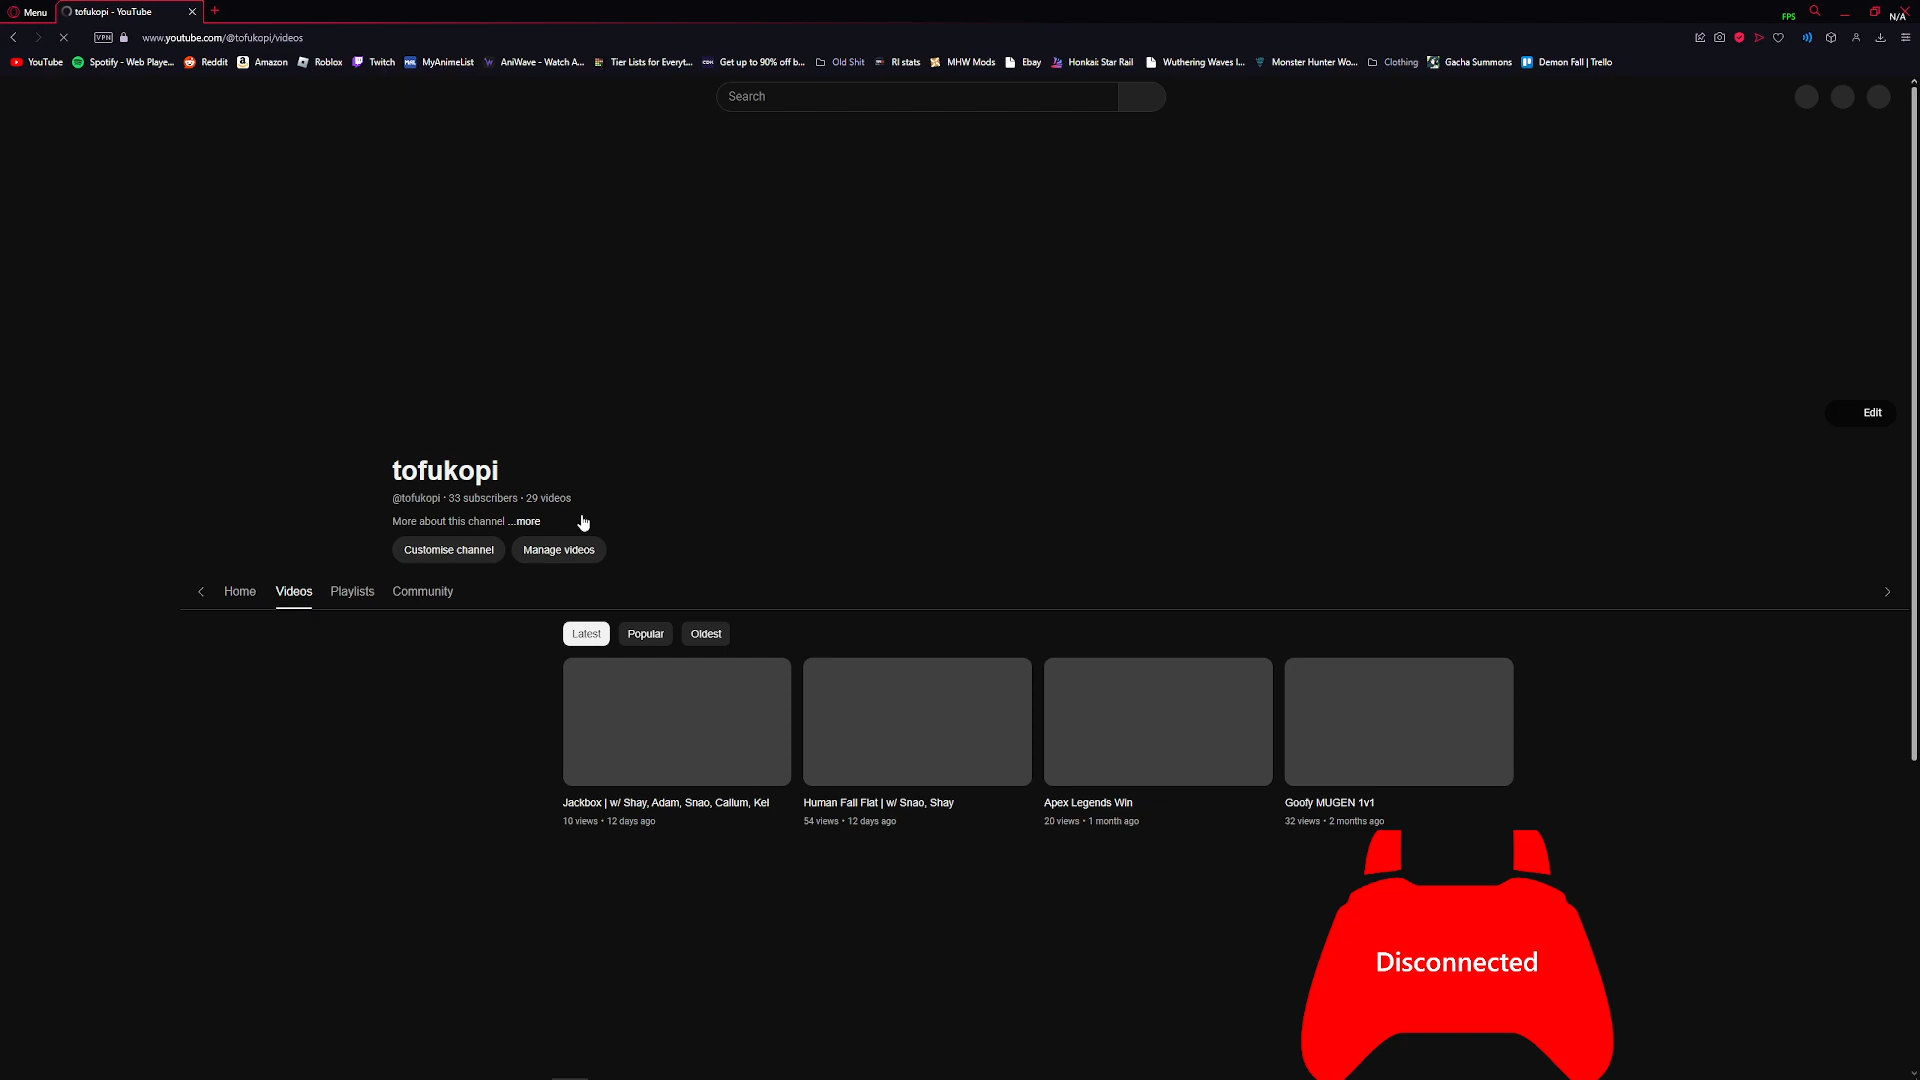 Menu
tofukopi - YouTube
FPS
N/A
VPN
www.youtube.com/@tofukopi/videos
YouTube
Spotify - Web Playe...
Reddit
Amazon
Roblox
Twitch
MyAnimeList
AniWave - Watch A...
Tier Lists for Everyt...
Get up to 90% off b...
Old Shit
RI stats
MHW Mods
Ebay
Honkai: Star Rail
Wuthering Waves I...
Monster Hunter Wo...
Clothing
Gacha Summons
Demon Fall | Trello
Search
Edit
tofukopi
@tofukopi · 33 subscribers · 29 videos
More about this channel ...more
Customise channel
Manage videos
Home
Videos
Playlists
Community
Latest
Popular
Oldest
Jackbox | w/ Shay, Adam, Snao, Callum, Kel
10 views • 12 days ago
Human Fall Flat | w/ Snao, Shay
54 views • 12 days ago
Apex Legends Win
20 views • 1 month ago
Goofy MUGEN 1v1
32 views • 2 months ago
Disconnected